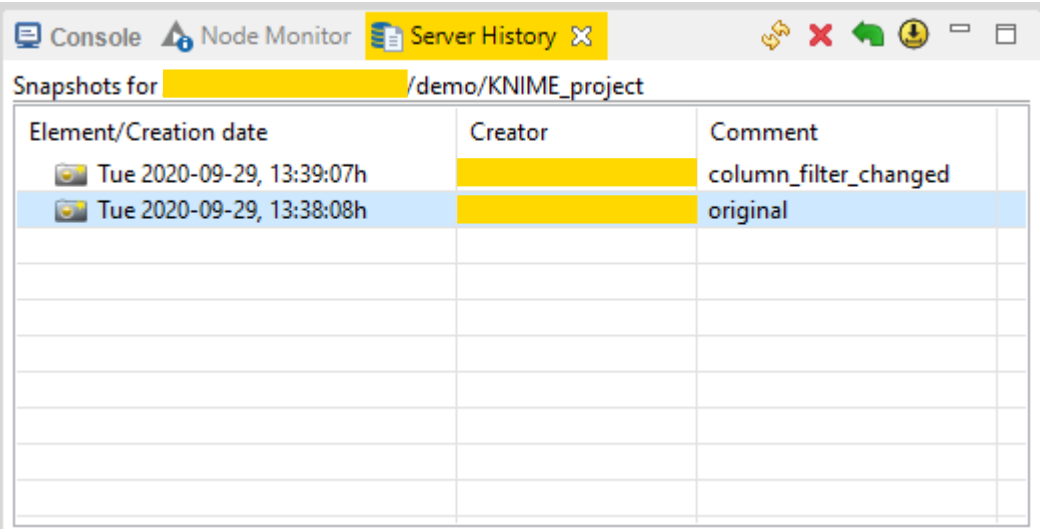 Console Node Monitor Server History
Snapshots for /demo/KNIME_project
Element/Creation date Creator Comment
Tue 2020-09-29, 13:39:07h column_filter_changed
Tue 2020-09-29, 13:38:08h original